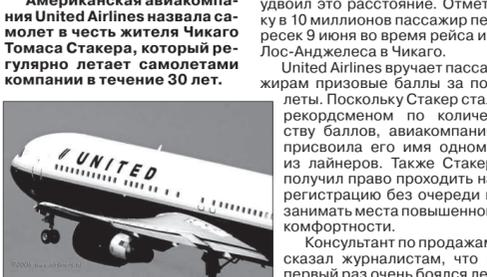 Американская авиакомпа-
ния United Airlines назвала са-
молет в честь жителя Чикаго
Томаса Стакера, который ре-
гулярно летает самолетами
компании в течение 30 лет.
UNITED
удвоил это расстояние. Отмет-
ку в 10 миллионов пассажир пе-
ресек 9 июня во время рейса и
Лос-Анджелеса в Чикаго.
United Airlines вручает пасса-
жирам призовые баллы за по-
леты. Поскольку Стакер стал
рекордсменом по количе-
ству баллов, авиакомпани
присвоила его имя одном
из лайнеров. Также Стакер
получил право проходить на
регистрацию без очереди и
занимать места повышенно
комфортности.
Консультант по продажам
сказал журналистам, что
первый раз очень боялся ле